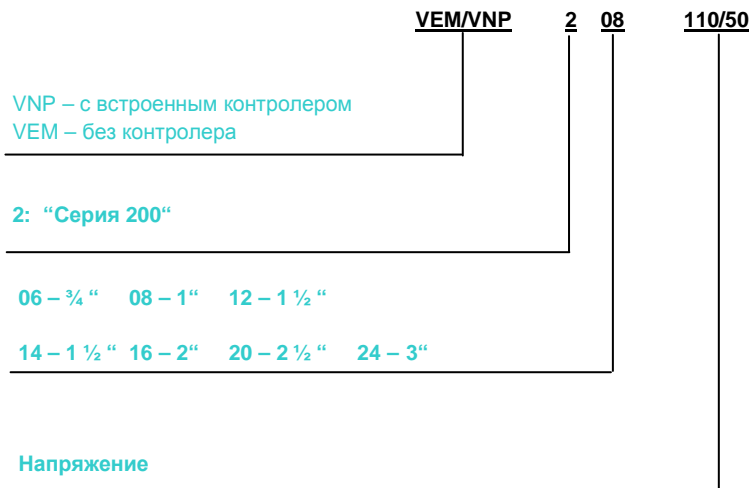 VEM/VNP 2 08 110/50
VNP – с встроенным контролером
VEM – без контролера
2: “Серия 200“
06 – ¾ “ 08 – 1“ 12 – 1 ½ “
14 – 1 ½ “ 16 – 2“ 20 – 2 ½ “ 24 – 3“
Напряжение